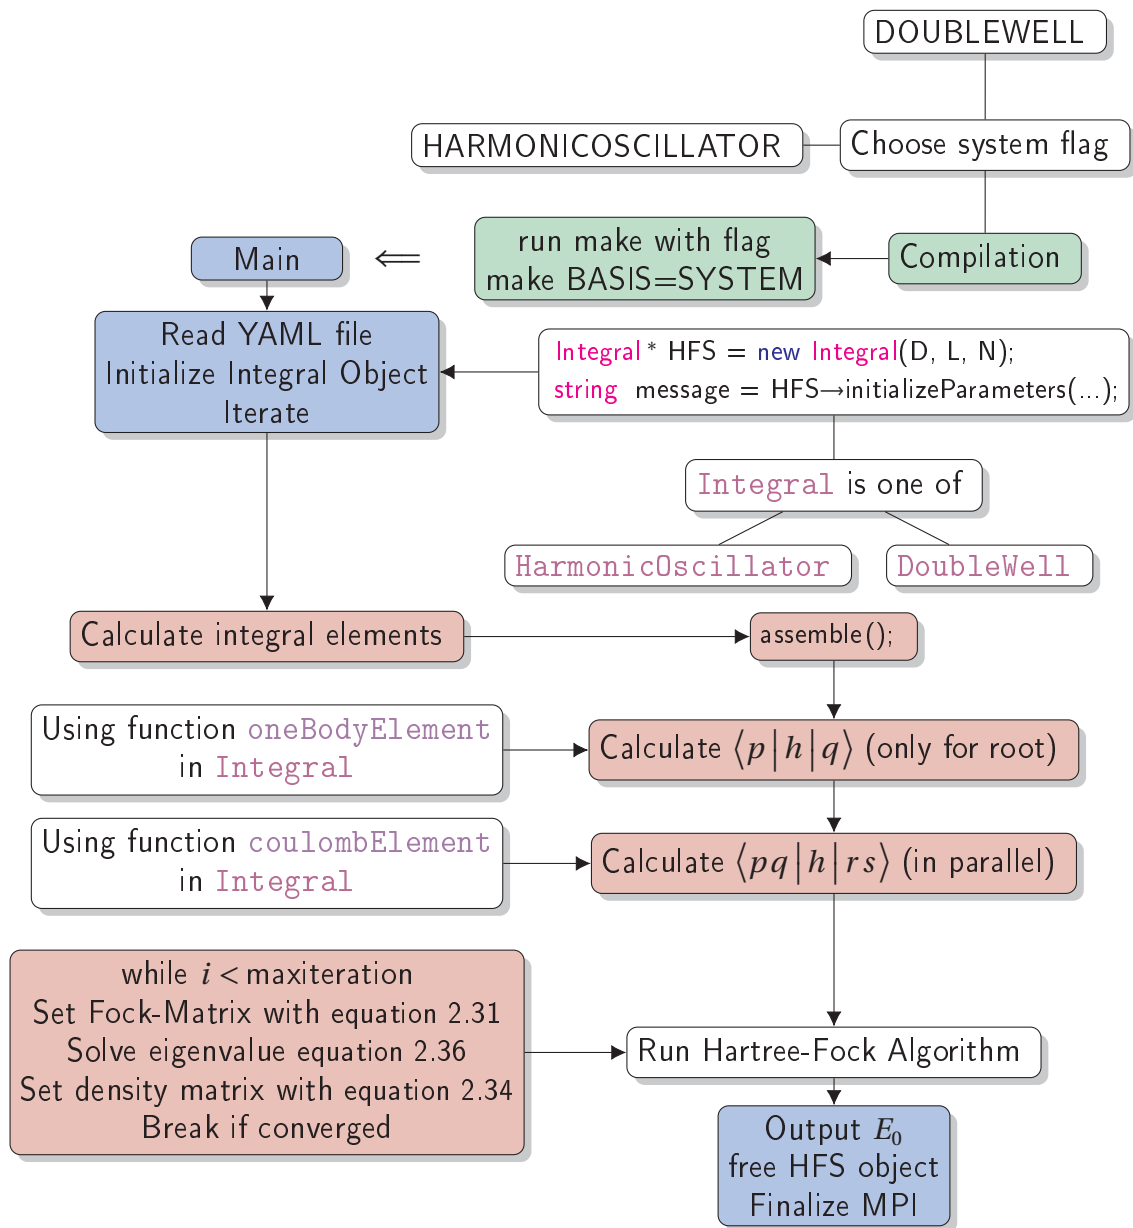 DOUBLEWELL
HARMONICOSCILLATOR
Choose system flag
Main
⟸
run make with flag
make BASIS=SYSTEM
Compilation
Read YAML file
Initialize Integral Object
Iterate
Integral* HFS = new Integral(D, L, N);
string message = HFS→initializeParameters(...);
Integral is one of
HarmonicOscillator
DoubleWell
Calculate integral elements
assemble();
Using function oneBodyElement
in Integral
Calculate ⟨p|h|q⟩ (only for root)
Using function coulombElement
in Integral
Calculate ⟨pq|h|rs⟩ (in parallel)
while i < maxiteration
Set Fock-Matrix with equation 2.31
Solve eigenvalue equation 2.36
Set density matrix with equation 2.34
Break if converged
Run Hartree-Fock Algorithm
Output E₀
free HFS object
Finalize MPI